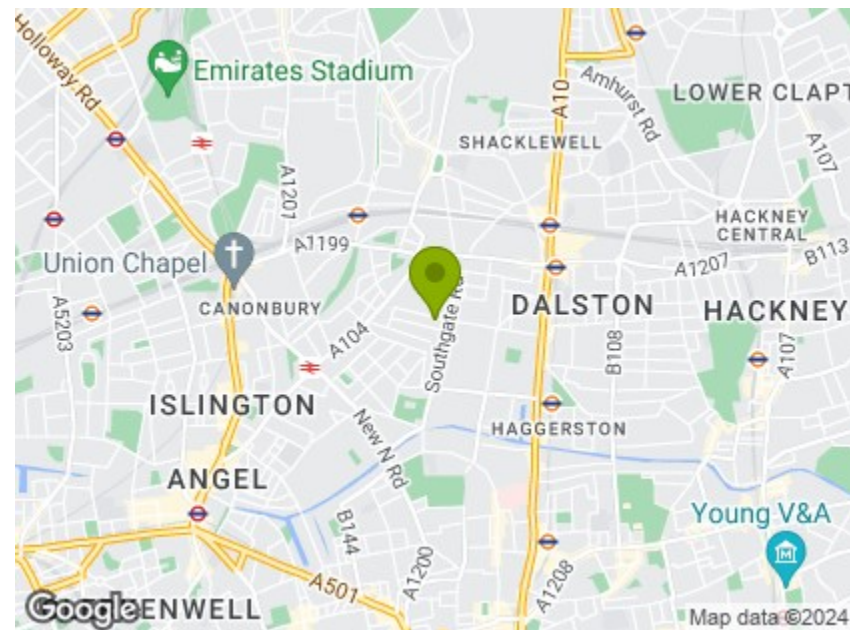 Holloway Rd
Emirates Stadium
A10
Amhurst Rd
LOWER CLAPT
SHACKLEWELL
A107
A1201
HACKNEY
CENTRAL
A1199
B113
Union Chapel
A1207
CANONBURY
A5203
A104
Southgate Rd
DALSTON
HACKNEY
B108
A107
ISLINGTON
New N Rd
HAGGERSTON
ANGEL
B144
Young V&A
A1200
A501
A1208
Google
ENWELL
Map data ©2024